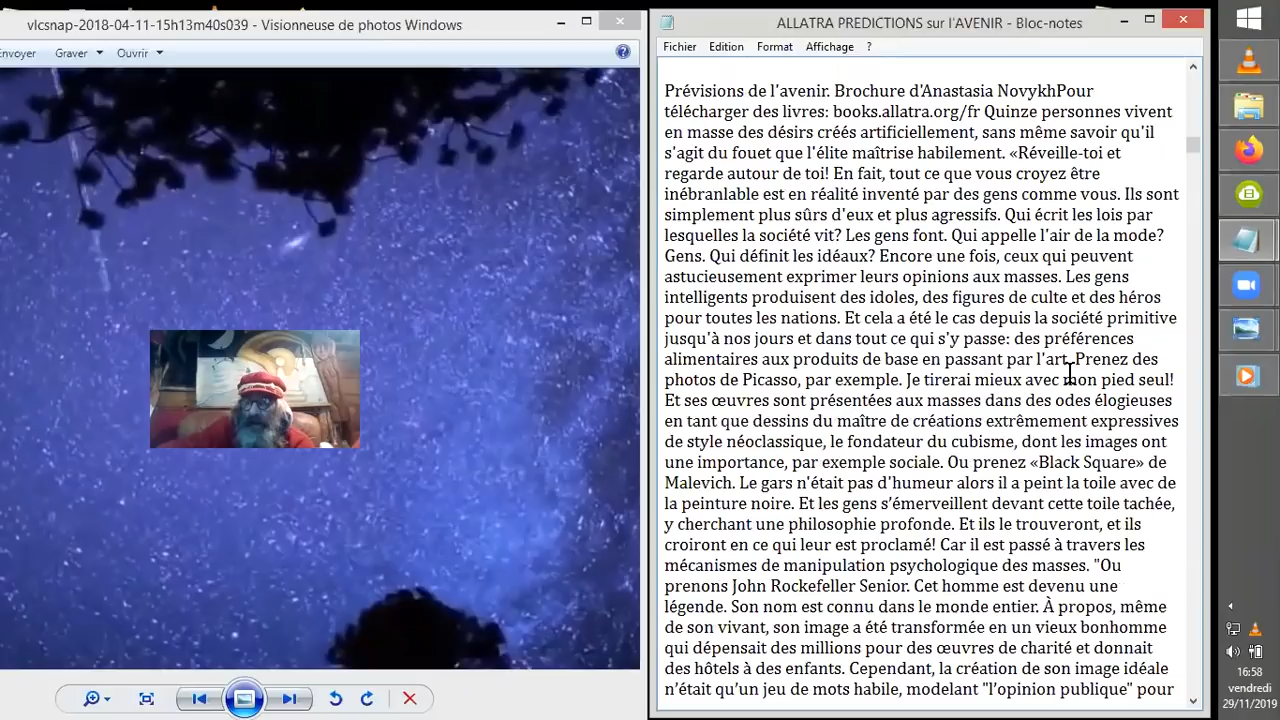 vlcsnap-2018-04-11-15h13m40s039 - Visionneuse de photos Windows
Envoyer Graver Ouvrir
ALLATRA PREDICTIONS sur l'AVENIR - Bloc-notes
Fichier Edition Format Affichage ?
Prévisions de l'avenir. Brochure d'Anastasia NovykhPour
télécharger des livres: books.allatra.org/fr Quinze personnes vivent
en masse des désirs créés artificiellement, sans même savoir qu'il
s'agit du fouet que l'élite maîtrise habilement. «Réveille-toi et
regarde autour de toi! En fait, tout ce que vous croyez être
inébranlable est en réalité inventé par des gens comme vous. Ils sont
simplement plus sûrs d'eux et plus agressifs. Qui écrit les lois par
lesquelles la société vit? Les gens font. Qui appelle l'air de la mode?
Gens. Qui définit les idéaux? Encore une fois, ceux qui peuvent
astucieusement exprimer leurs opinions aux masses. Les gens
intelligents produisent des idoles, des figures de culte et des héros
pour toutes les nations. Et cela a été le cas depuis la société primitive
jusqu'à nos jours et dans tout ce qui s'y passe: des préférences
alimentaires aux produits de base en passant par l'art. Prenez des
photos de Picasso, par exemple. Je tirerai mieux avec mon pied seul!
Et ses œuvres sont présentées aux masses dans des odes élogieuses
en tant que dessins du maître de créations extrêmement expressives
de style néoclassique, le fondateur du cubisme, dont les images ont
une importance, par exemple sociale. Ou prenez «Black Square» de
Malevich. Le gars n'était pas d'humeur alors il a peint la toile avec de
la peinture noire. Et les gens s’émerveillent devant cette toile tachée,
y cherchant une philosophie profonde. Et ils le trouveront, et ils
croiront en ce qui leur est proclamé! Car il est passé à travers les
mécanismes de manipulation psychologique des masses. "Ou
prenons John Rockefeller Senior. Cet homme est devenu une
légende. Son nom est connu dans le monde entier. À propos, même
de son vivant, son image a été transformée en un vieux bonhomme
qui dépensait des millions pour des œuvres de charité et donnait
des hôtels à des enfants. Cependant, la création de son image idéale
n’était qu’un jeu de mots habile, modelant "l’opinion publique" pour
16:58
vendredi
29/11/2019